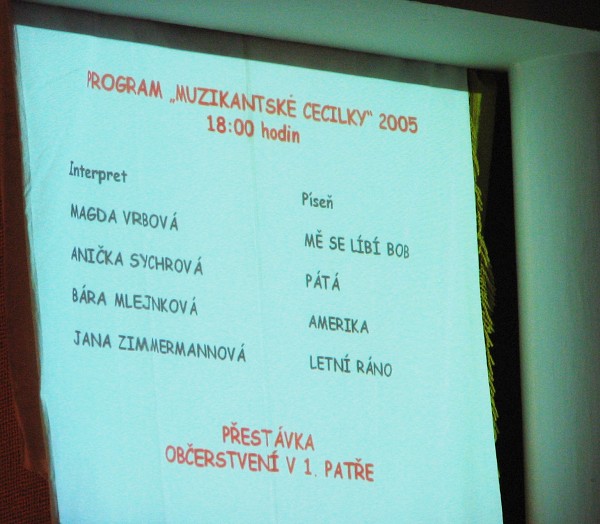 PROGRAM „MUZIKANTSKÉ CECILKY“ 2005
18:00 hodin
Interpret Píseň
MAGDA VRBOVÁ MĚ SE LÍBÍ BOB
ANIČKA SYCHROVÁ PÁTÁ
BÁRA MLEJNKOVÁ AMERIKA
JANA ZIMMERMANNOVÁ LETNÍ RÁNO
PŘESTÁVKA
OBČERSTVENÍ V 1. PATŘE